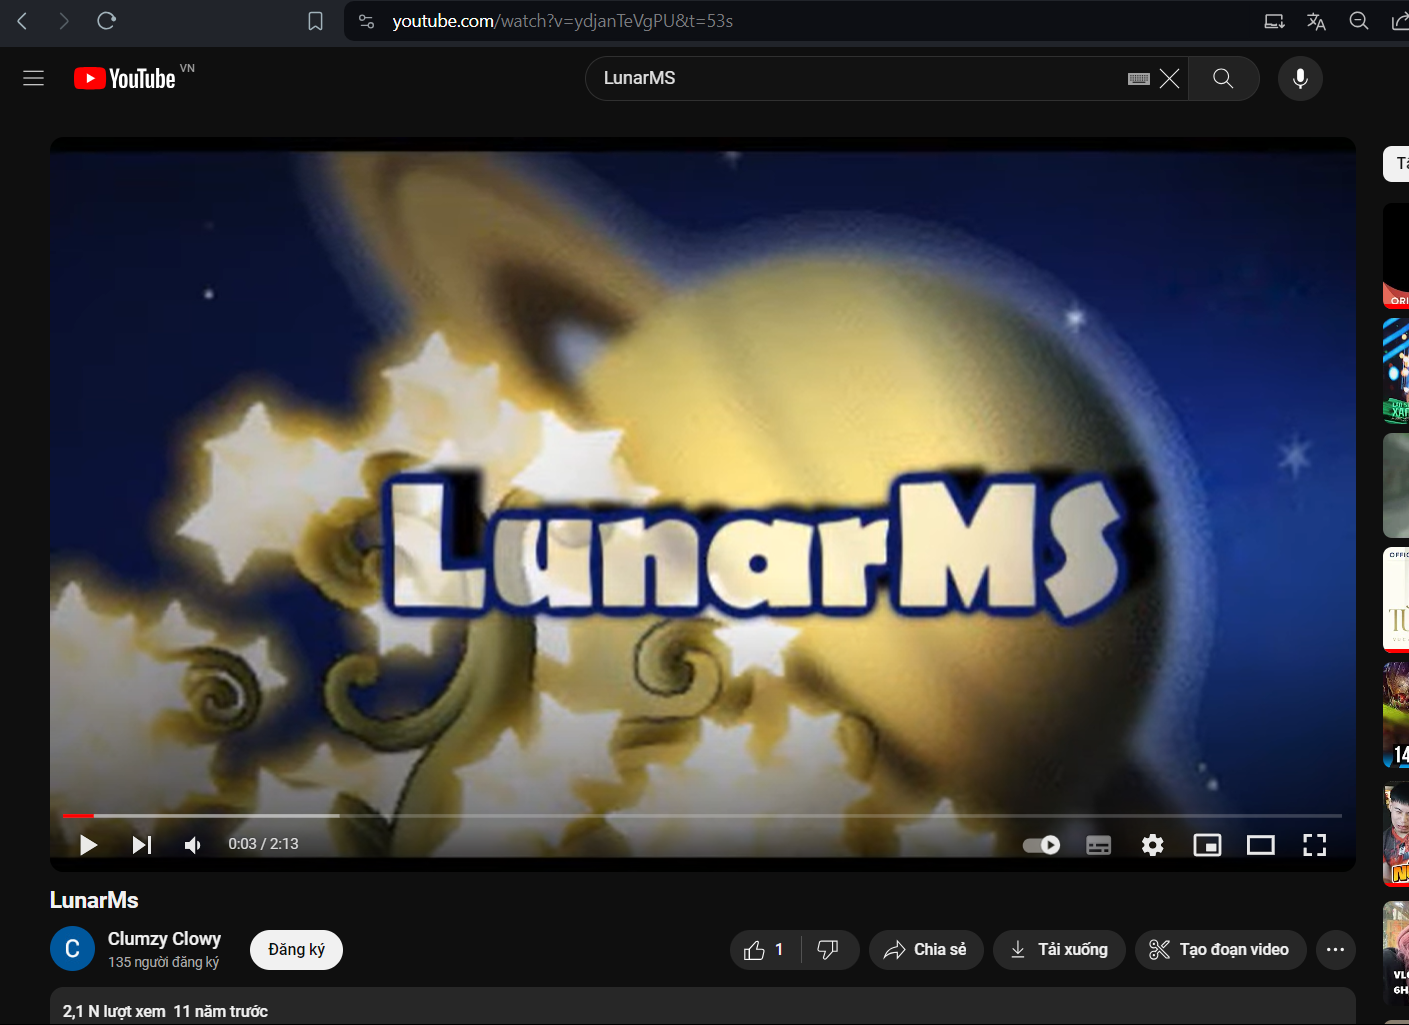 youtube.com/watch?v=ydjanTeVgPU&t=53s
YouTube VN
LunarMS
LunarMS
0:03 / 2:13
LunarMs
C
Clumzy Clowy
135 người đăng ký
Đăng ký
1
Chia sẻ
Tải xuống
Tạo đoạn video
2,1 N lượt xem 11 năm trước
14